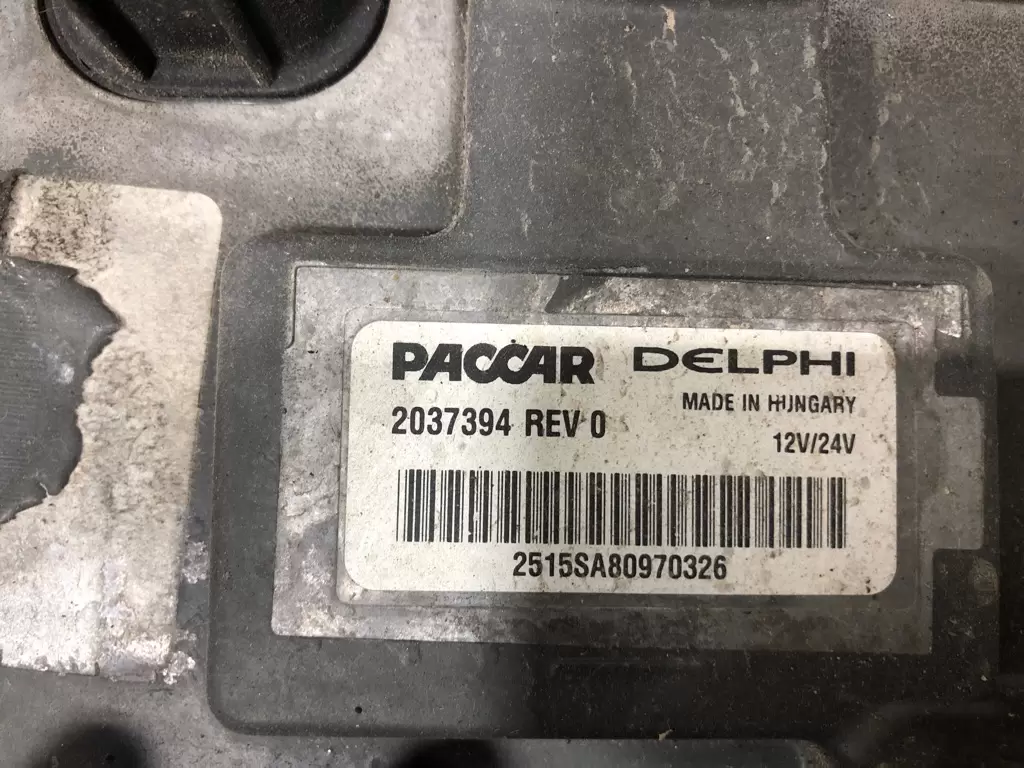 PACCAR DELPHI
MADE IN HUNGARY
2037394 REV 0
12V/24V
2515SA80970326